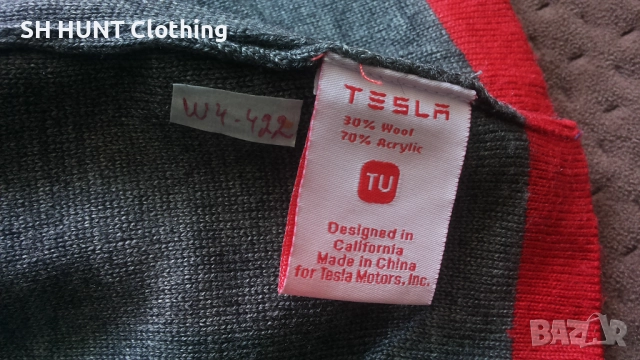 SH HUNT Clothing
W4-422
TESLA
30% Wool
70% Acrylic
TU
Designed in
California
Made in China
for Tesla Motors, Inc.
BAZAR